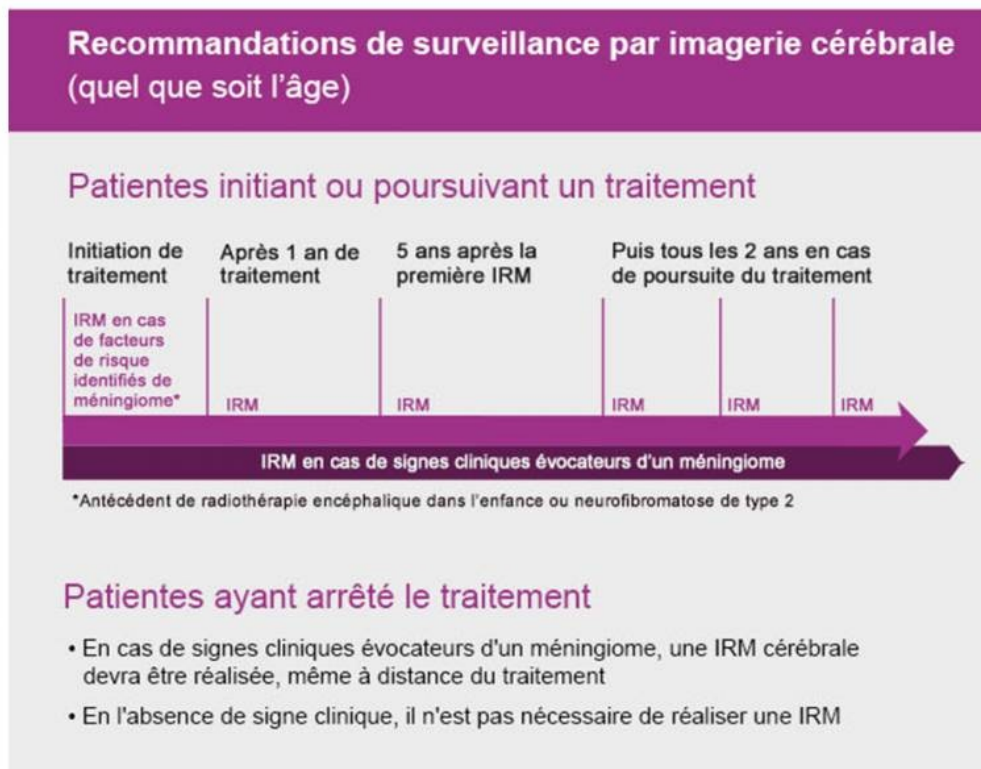 Recommandations de surveillance par imagerie cérébrale
(quel que soit l'âge)
Patientes initiant ou poursuivant un traitement
Initiation de
traitement
Après 1 an de
traitement
5 ans après la
première IRM
Puis tous les 2 ans en cas
de poursuite du traitement
IRM en cas
de facteurs
de risque
identifiés de
méningiome*
IRM
IRM
IRM
IRM
IRM
IRM en cas de signes cliniques évocateurs d'un méningiome
*Antécédent de radiothérapie encéphalique dans l'enfance ou neurofibromatose de type 2
Patientes ayant arrêté le traitement
• En cas de signes cliniques évocateurs d'un méningiome, une IRM cérébrale
devra être réalisée, même à distance du traitement
• En l'absence de signe clinique, il n'est pas nécessaire de réaliser une IRM